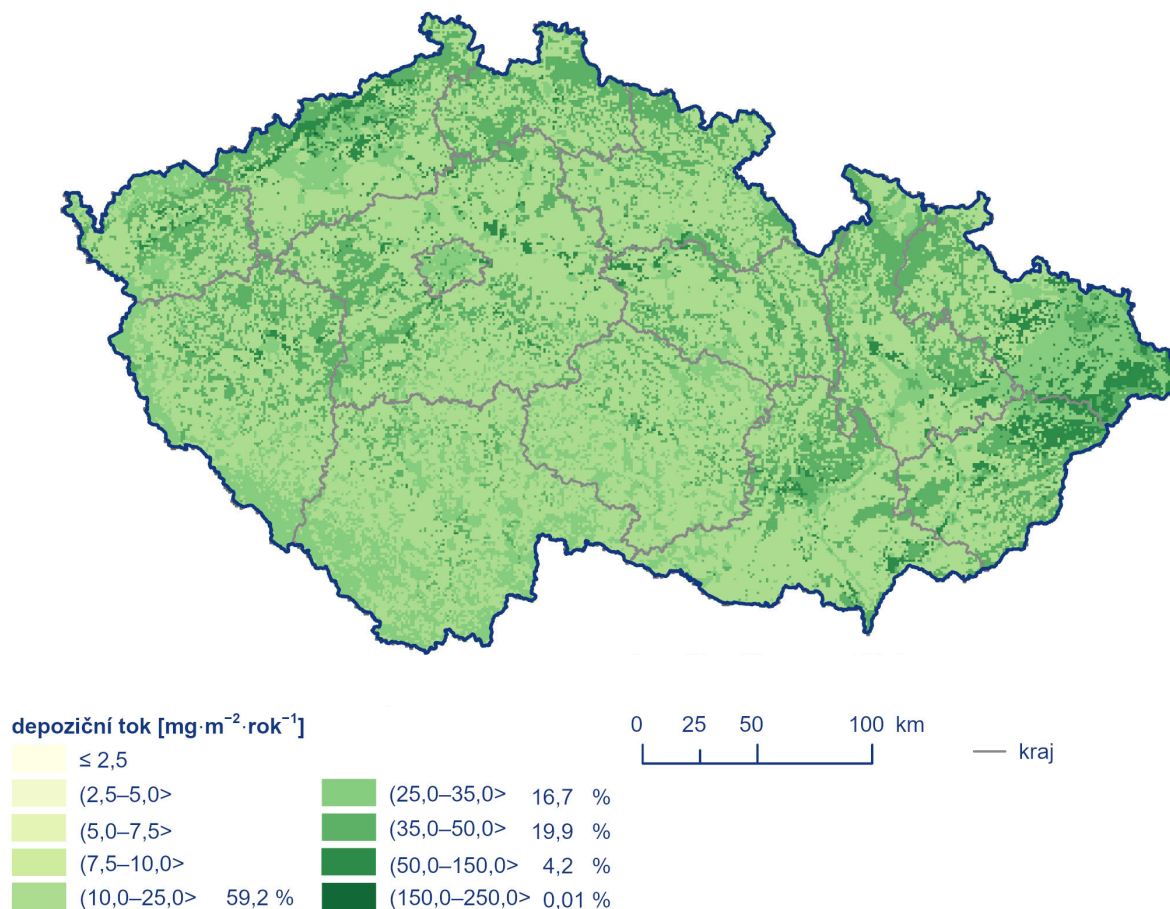 depoziční tok [mg·m⁻²·rok⁻¹]
≤ 2,5
(2,5–5,0>
(5,0–7,5>
(7,5–10,0>
(10,0–25,0> 59,2 %
(25,0–35,0> 16,7 %
(35,0–50,0> 19,9 %
(50,0–150,0> 4,2 %
(150,0–250,0> 0,01 %
0 25 50 100 km
kraj